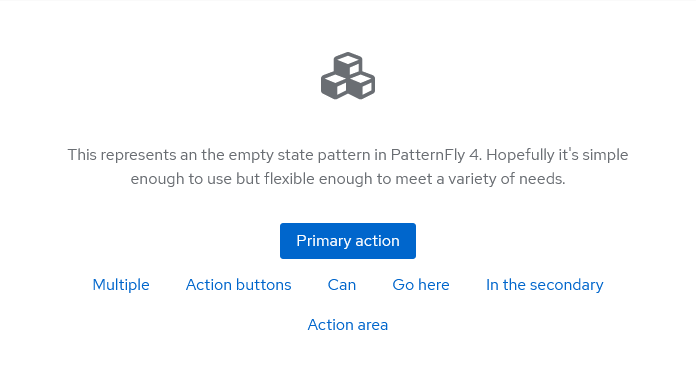 This represents an the empty state pattern in PatternFly 4. Hopefully it's simple
enough to use but flexible enough to meet a variety of needs.
Primary action
Multiple Action buttons Can Go here In the secondary
Action area